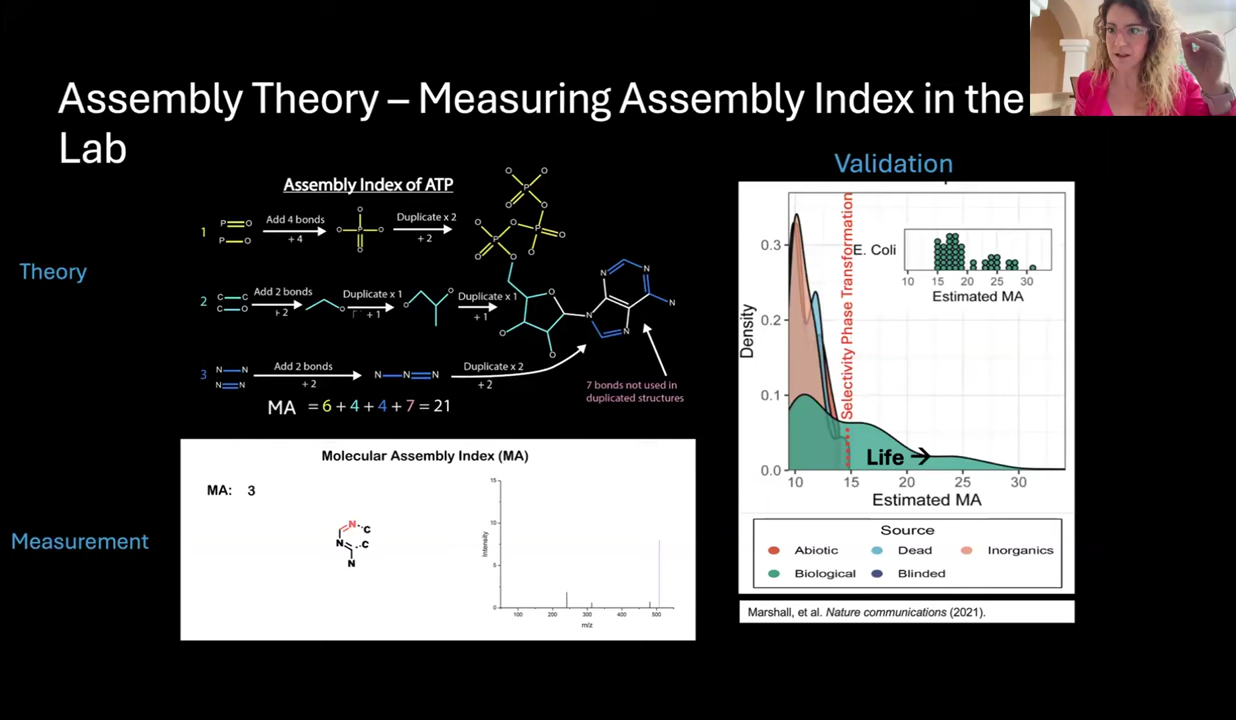 Assembly Theory – Measuring Assembly Index in the
Lab
Theory
Assembly Index of ATP
1
P
O
P
O
Add 4 bonds
+ 4
O
O
P
O
O
Duplicate x 2
+ 2
O
O
P
O
O
O
O
P
O
P
O
O
O
O
2
C
C
C
O
Add 2 bonds
+ 2
O
Duplicate x 1
+ 1
O
O
Duplicate x 1
+ 1
O
O
O
N
N
N
N
N
3
N
N
N
N
Add 2 bonds
+ 2
N
N
N
Duplicate x 2
+ 2
7 bonds not used in
duplicated structures
MA = 6 + 4 + 4 + 7 = 21
Measurement
Molecular Assembly Index (MA)
MA: 3
N
C
N
C
N
15
10
5
0
Intensity
100
200
300
400
500
m/z
Validation
Density
0.3
0.2
0.1
0.0
Selectivity Phase Transformation
E. Coli
10
15
20
25
30
Estimated MA
Life
10
15
20
25
30
Estimated MA
Source
Abiotic
Dead
Inorganics
Biological
Blinded
Marshall, et al. Nature communications (2021).